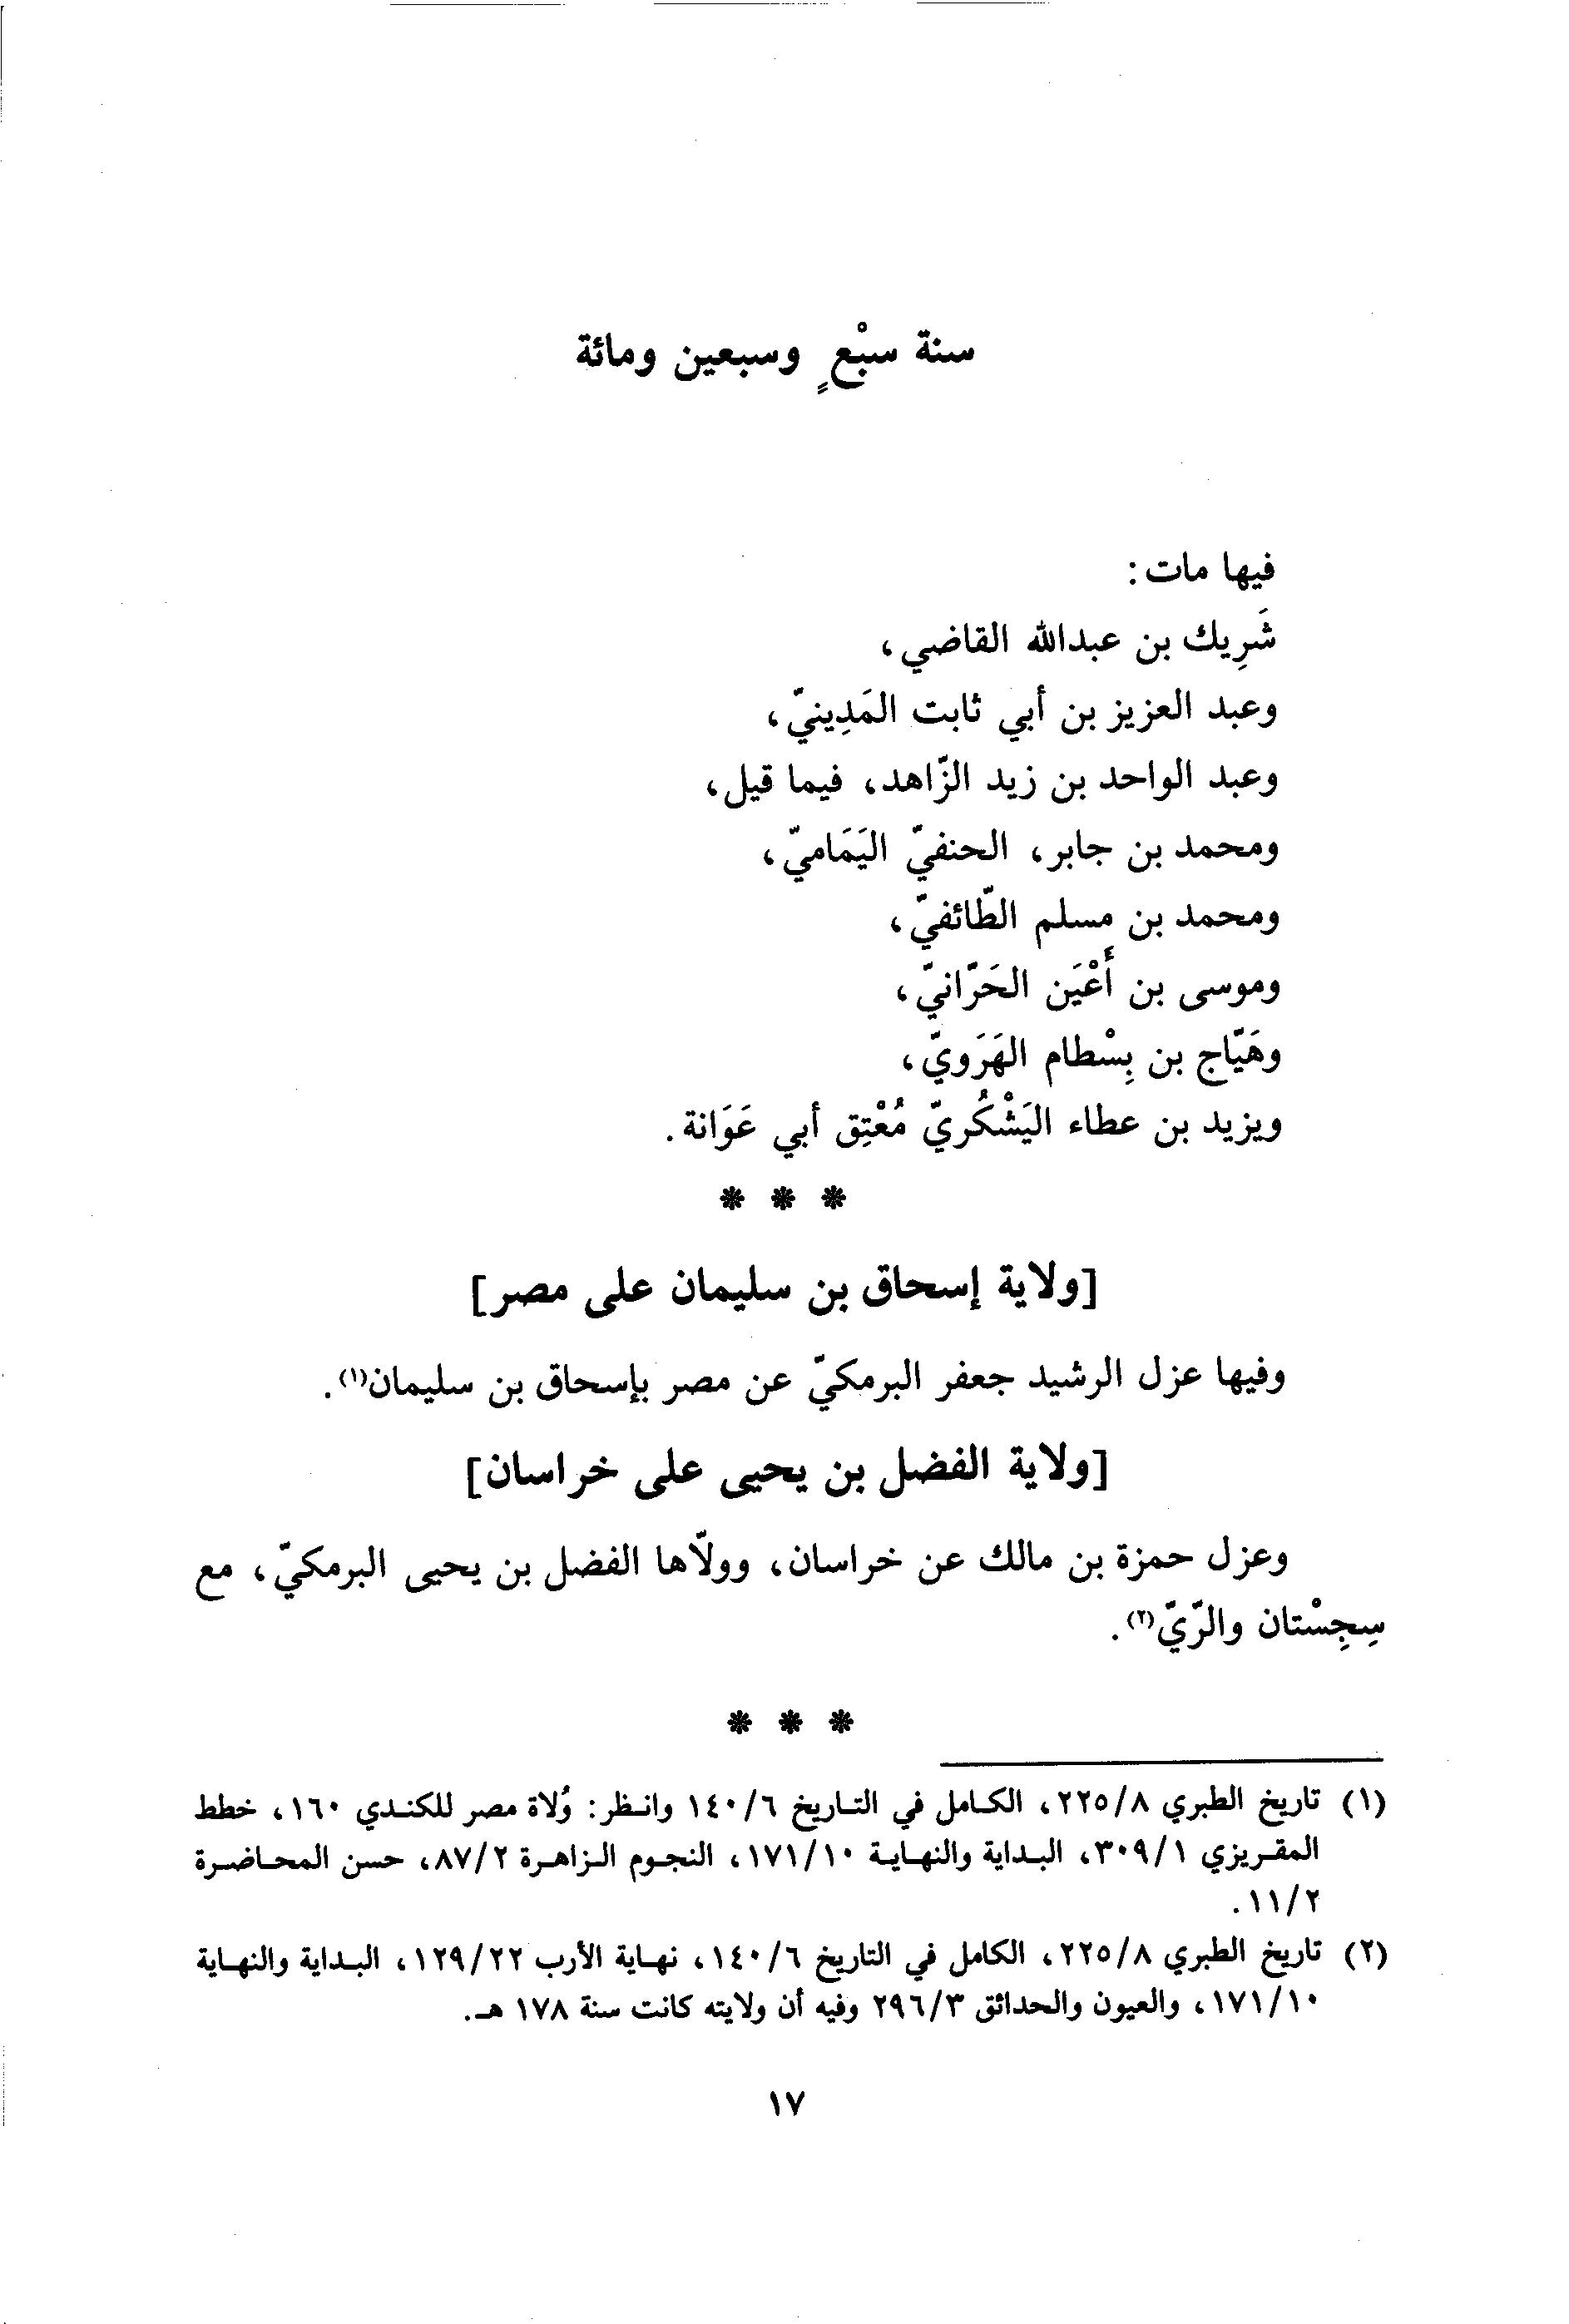 سنة سبْعٍ وسبعين ومائة
فيها مات:
شَرِيك بن عبدالله القاضي،
وعبد العزيز بن أبي ثابت المَدِينيّ،
وعبد الواحد بن زيد الزّاهد، فيما قيل،
ومحمد بن جابر، الحنفيّ اليَمَاميّ،
ومحمد بن مسلم الطّائفيّ،
وموسى بن أَعْيَن الحَرّانيّ،
وهَيّاج بن بِسْطام الهَرَويّ،
ويزيد بن عطاء اليَشْكُريّ مُعْتِق أبي عَوَانة.
* * *
[ولاية إسحاق بن سليمان على مصر]
وفيها عزل الرشيد جعفر البرمكيّ عن مصر بإسحاق بن سليمان(١).
[ولاية الفضل بن يحيى على خراسان]
وعزل حمزة بن مالك عن خراسان، وولّاها الفضل بن يحيى البرمكيّ، مع
سِجِسْتان والرّيّ(٢).
* * *
(١) تاريخ الطبري ٢٢٥/٨، الكامل في التاريخ ١٤٠/٦ وانظر: وُلاة مصر للكندي ١٦٠، خطط
المقريزي ٣٠٩/١، البداية والنهاية ١٧١/١٠، النجوم الزاهرة ٨٧/٢، حسن المحاضرة
١١/٢.
(٢) تاريخ الطبري ٢٢٥/٨، الكامل في التاريخ ١٤٠/٦، نهاية الأرب ١٢٩/٢٢، البداية والنهاية
١٧١/١٠، والعيون والحدائق ٢٩٦/٣ وفيه أن ولايته كانت سنة ١٧٨ هـ.
١٧